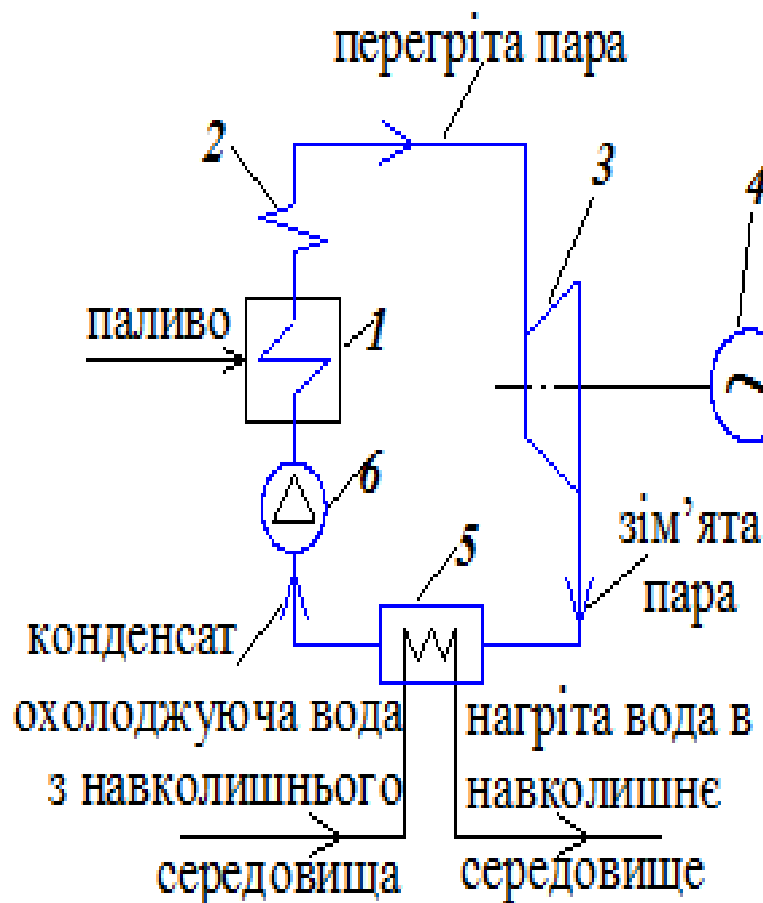 перегріта пара
2
3
4
паливо
1
6
5
зім’ята
пара
конденсат
охолоджуюча вода
з навколишнього
середовища
нагріта вода в
навколишнє
середовище